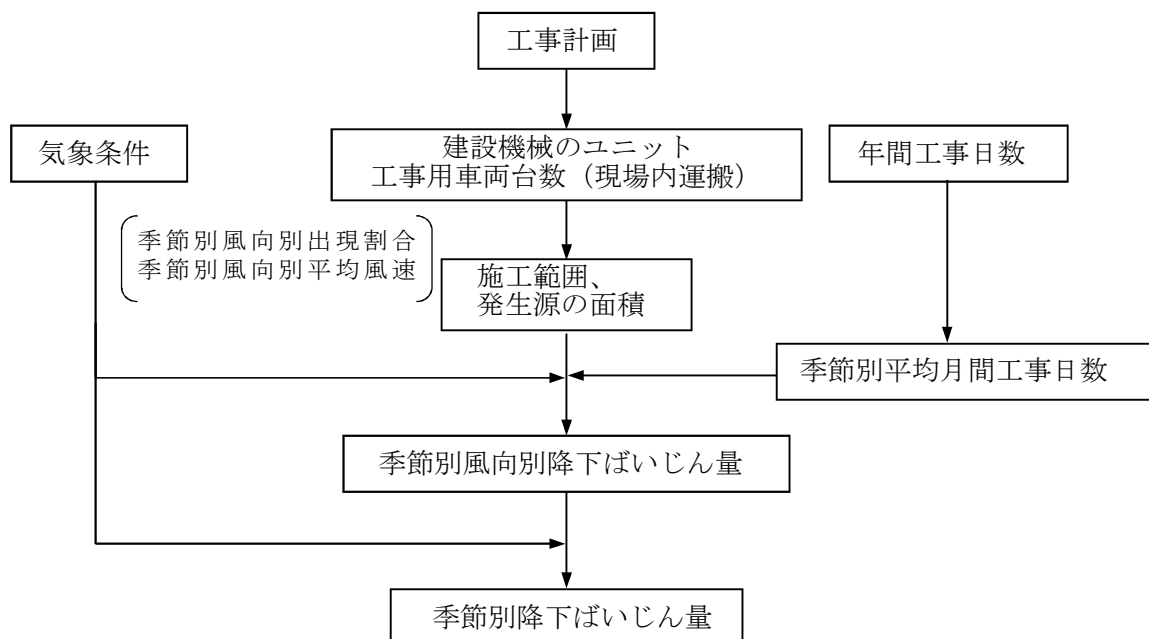 工事計画
気象条件
建設機械のユニット
工事用車両台数（現場内運搬）
年間工事日数
季節別風向別出現割合
季節別風向別平均風速
施工範囲、
発生源の面積
季節別平均月間工事日数
季節別風向別降下ばいじん量
季節別降下ばいじん量